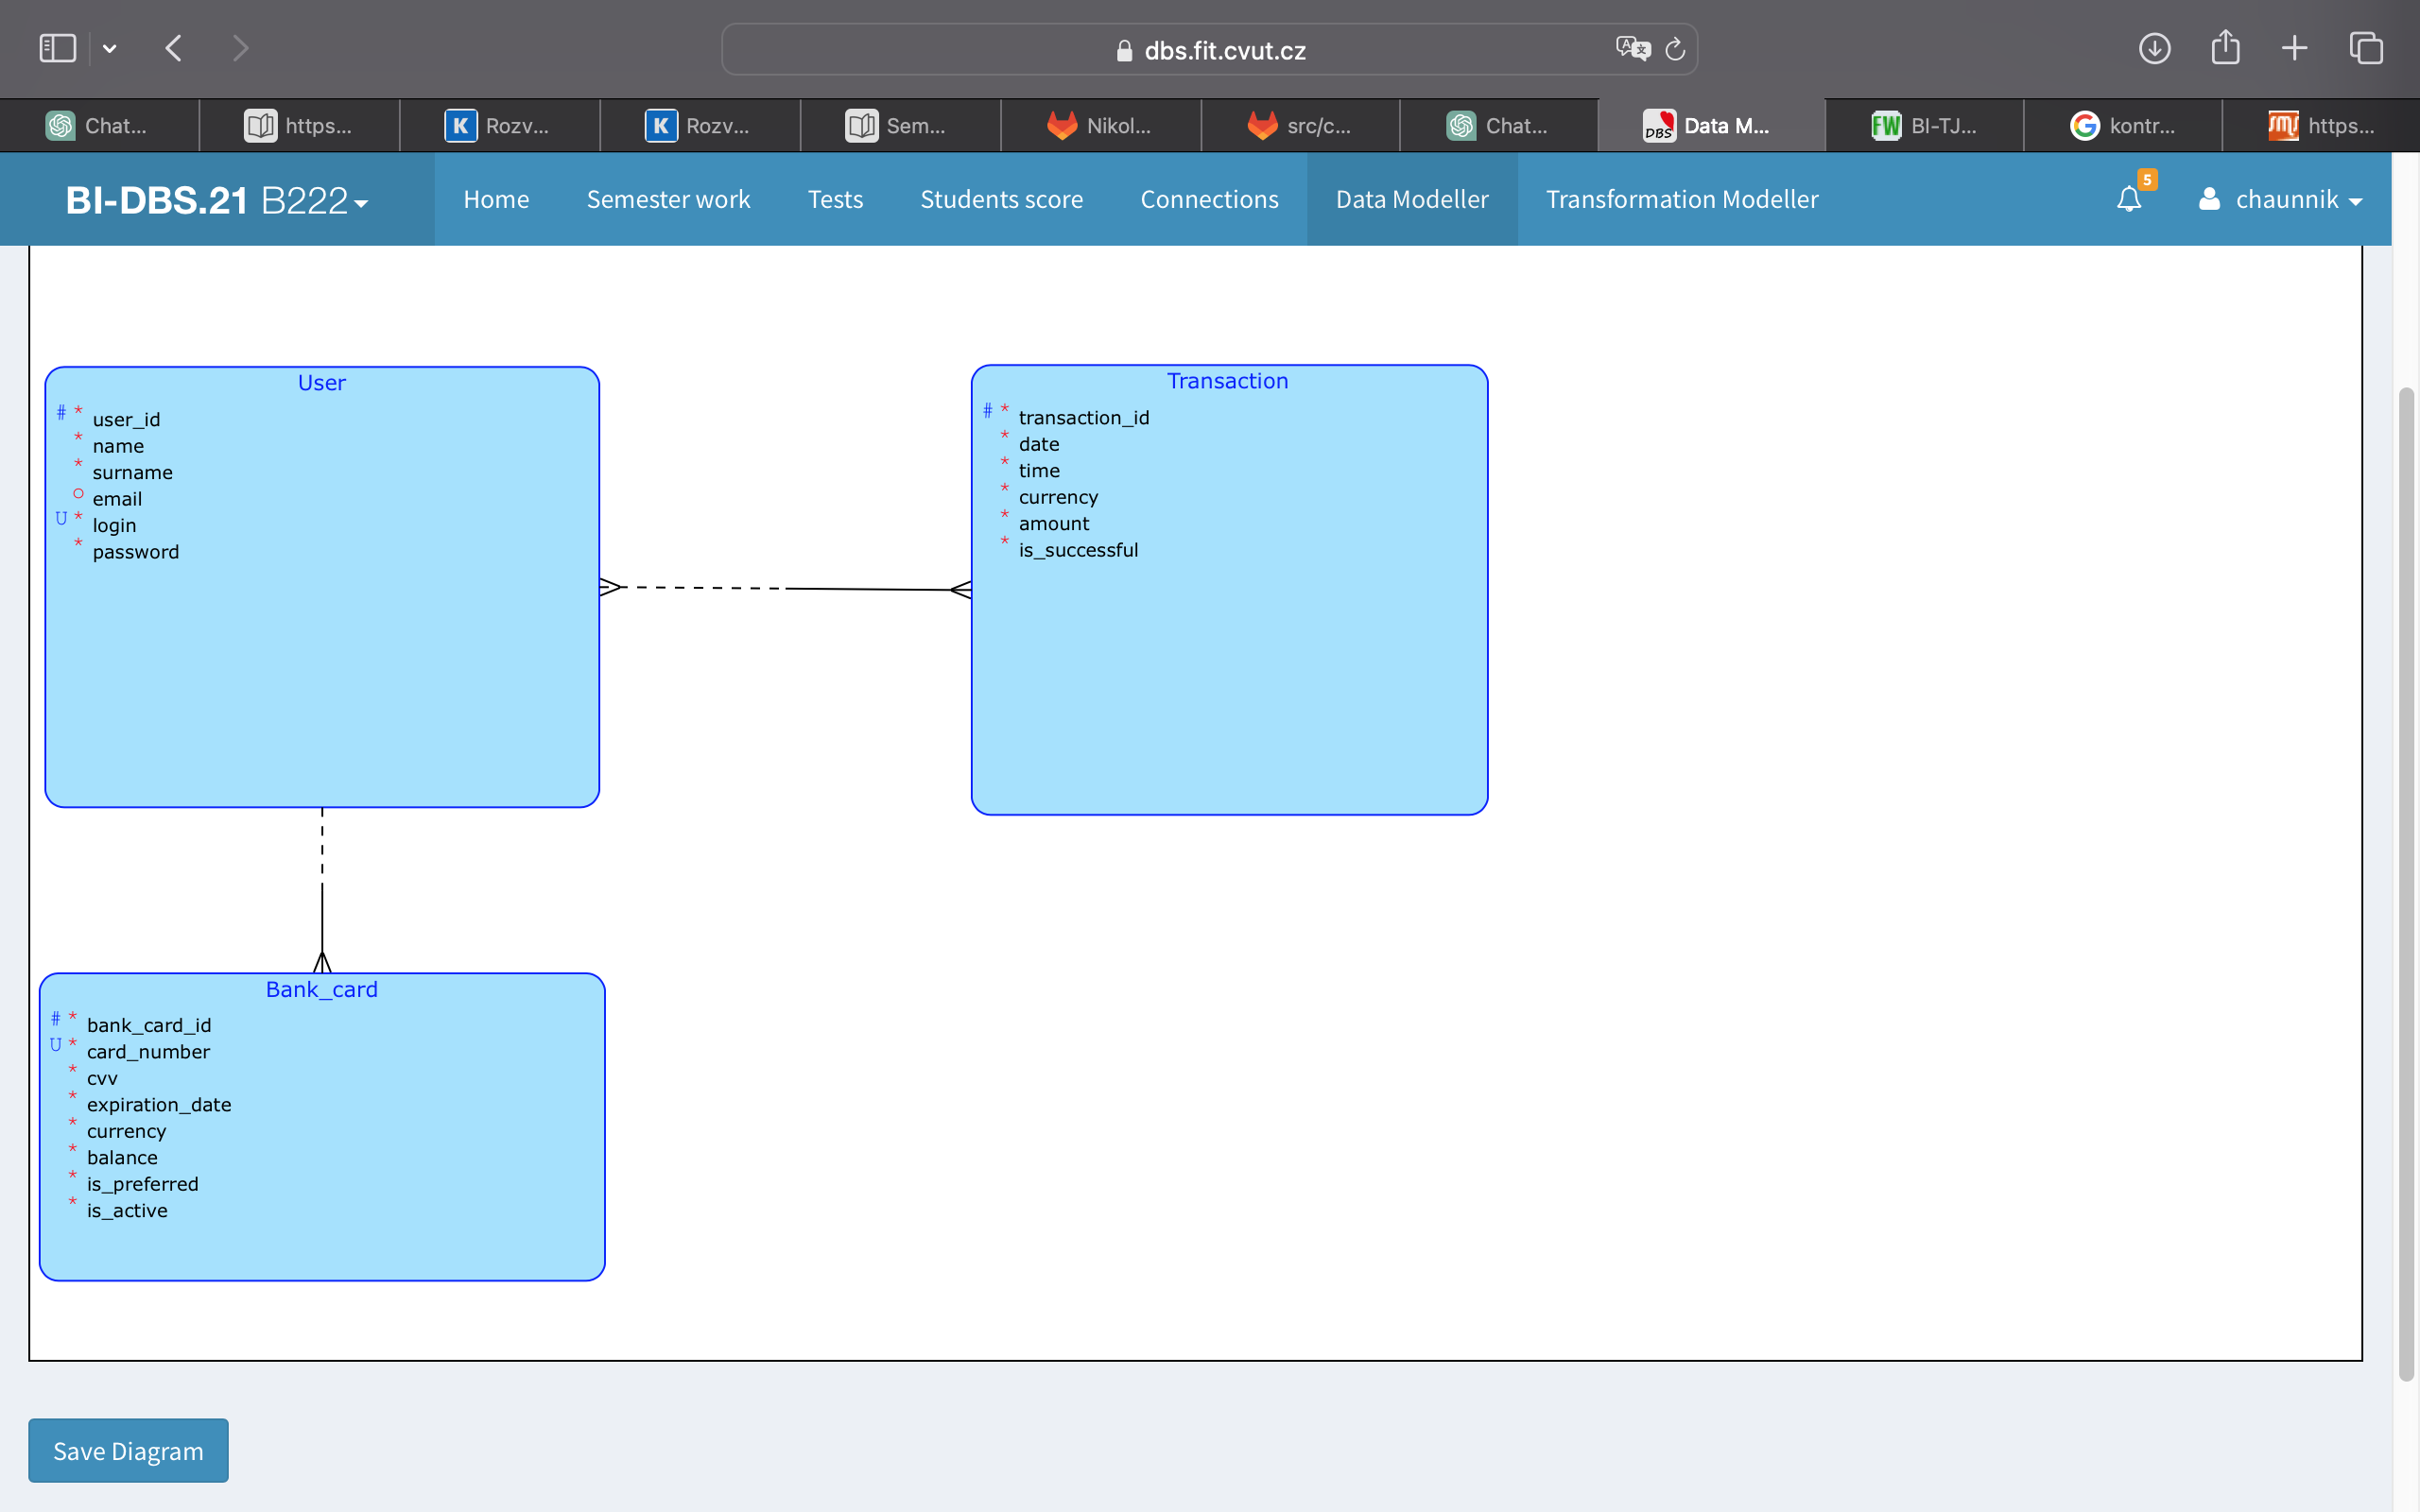 dbs.fit.cvut.cz
Chat...
https...
K Rozv...
K Rozv...
Sem...
Nikol...
src/c...
Chat...
DBS Data M...
FW BI-TJ...
G kontr...
https...
BI-DBS.21 B222
Home
Semester work
Tests
Students score
Connections
Data Modeller
Transformation Modeller
5
chaunnik
User
# * user_id
* name
* surname
o email
U * login
* password
Transaction
# * transaction_id
* date
* time
* currency
* amount
* is_successful
Bank_card
# * bank_card_id
U * card_number
* cvv
* expiration_date
* currency
* balance
* is_preferred
* is_active
Save Diagram